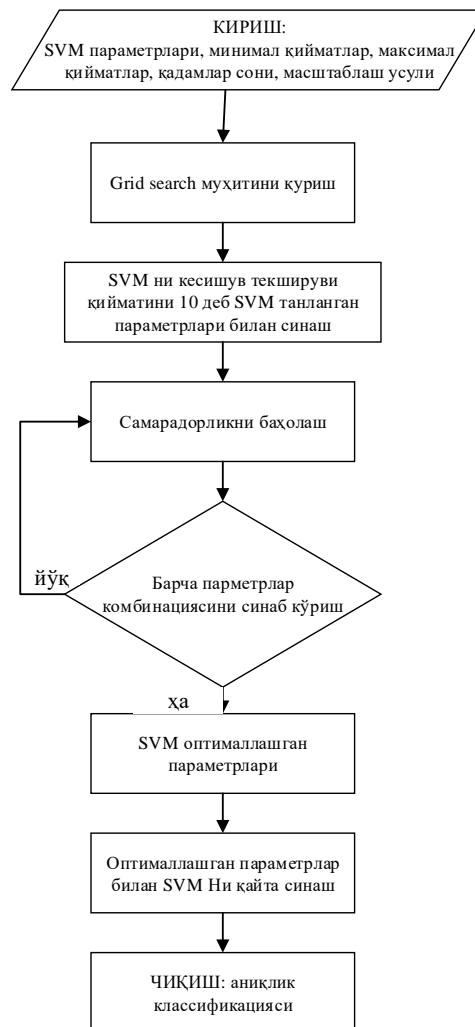 КИРИШ:
SVM параметрлари, минимал қийматлар, максимал
қийматлар, қадамлар сони, масштаблаш усули
Grid search муҳитини қуриш
SVM ни кесишув текшируви
қийматини 10 деб SVM танланган
параметрлари билан синаш
Самарадорликни баҳолаш
йўқ
Барча парметрлар
комбинациясини синаб кўриш
ҳа
SVM оптималлашган
параметрлари
Оптималлашган параметрлар
билан SVM Ни қайта синаш
ЧИҚИШ: аниқлик
классификацияси